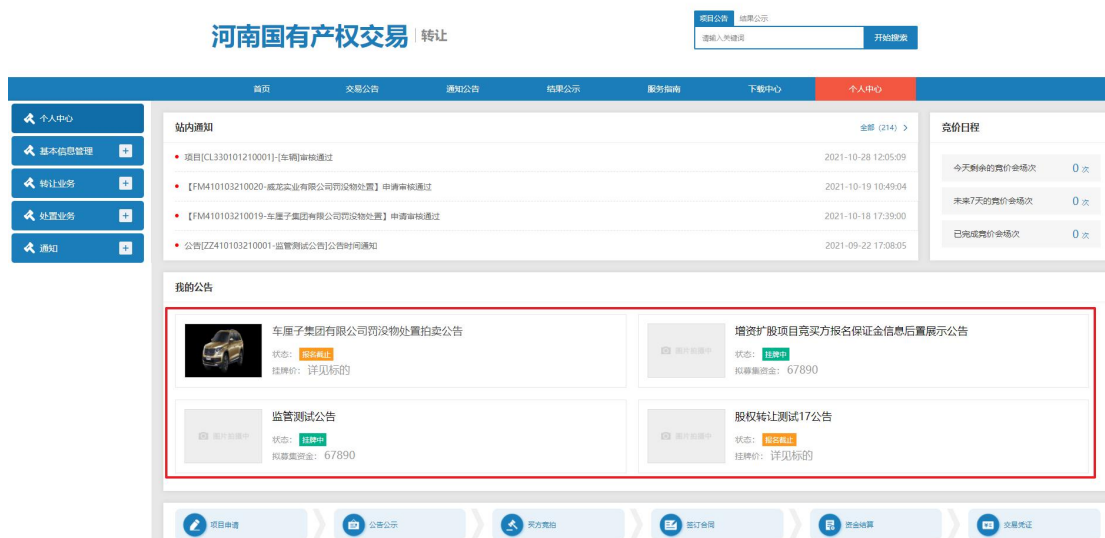 项目公告 结果公示
河南国有产权交易 转让
请输入关键词 开始搜索
首页 交易公告 通知公告 结果公示 服务指南 下载中心 个人中心
个人中心
基本信息管理
转让业务
处置业务
通知
站内通知 全部（214）
项目[CL330101210001]-[车辆]审核通过 2021-10-28 12:05:09
【FM410103210020-威龙实业有限公司罚没物处置】申请审核通过 2021-10-19 10:49:04
【FM410103210019-车厘子集团有限公司罚没物处置】申请审核通过 2021-10-18 17:39:00
公告[ZZ410103210001-监管测试公告]公告时间通知 2021-09-22 17:08:05
竞价日程
今天剩余的竞价会场次 0 次
未来7天的竞价会场次 0 次
已完成竞价会场次 0 次
我的公告
车厘子集团有限公司罚没物处置拍卖公告
状态：报名截止
挂牌价：详见标的
图片拍摄中
增资扩股项目竞买方报名保证金信息后置展示公告
状态：挂牌中
拟募集资金：67890
图片拍摄中
监管测试公告
状态：挂牌中
拟募集资金：67890
图片拍摄中
股权转让测试17公告
状态：报名截止
挂牌价：详见标的
项目申请 公告公示 买方竞拍 签订合同 资金结算 交易凭证